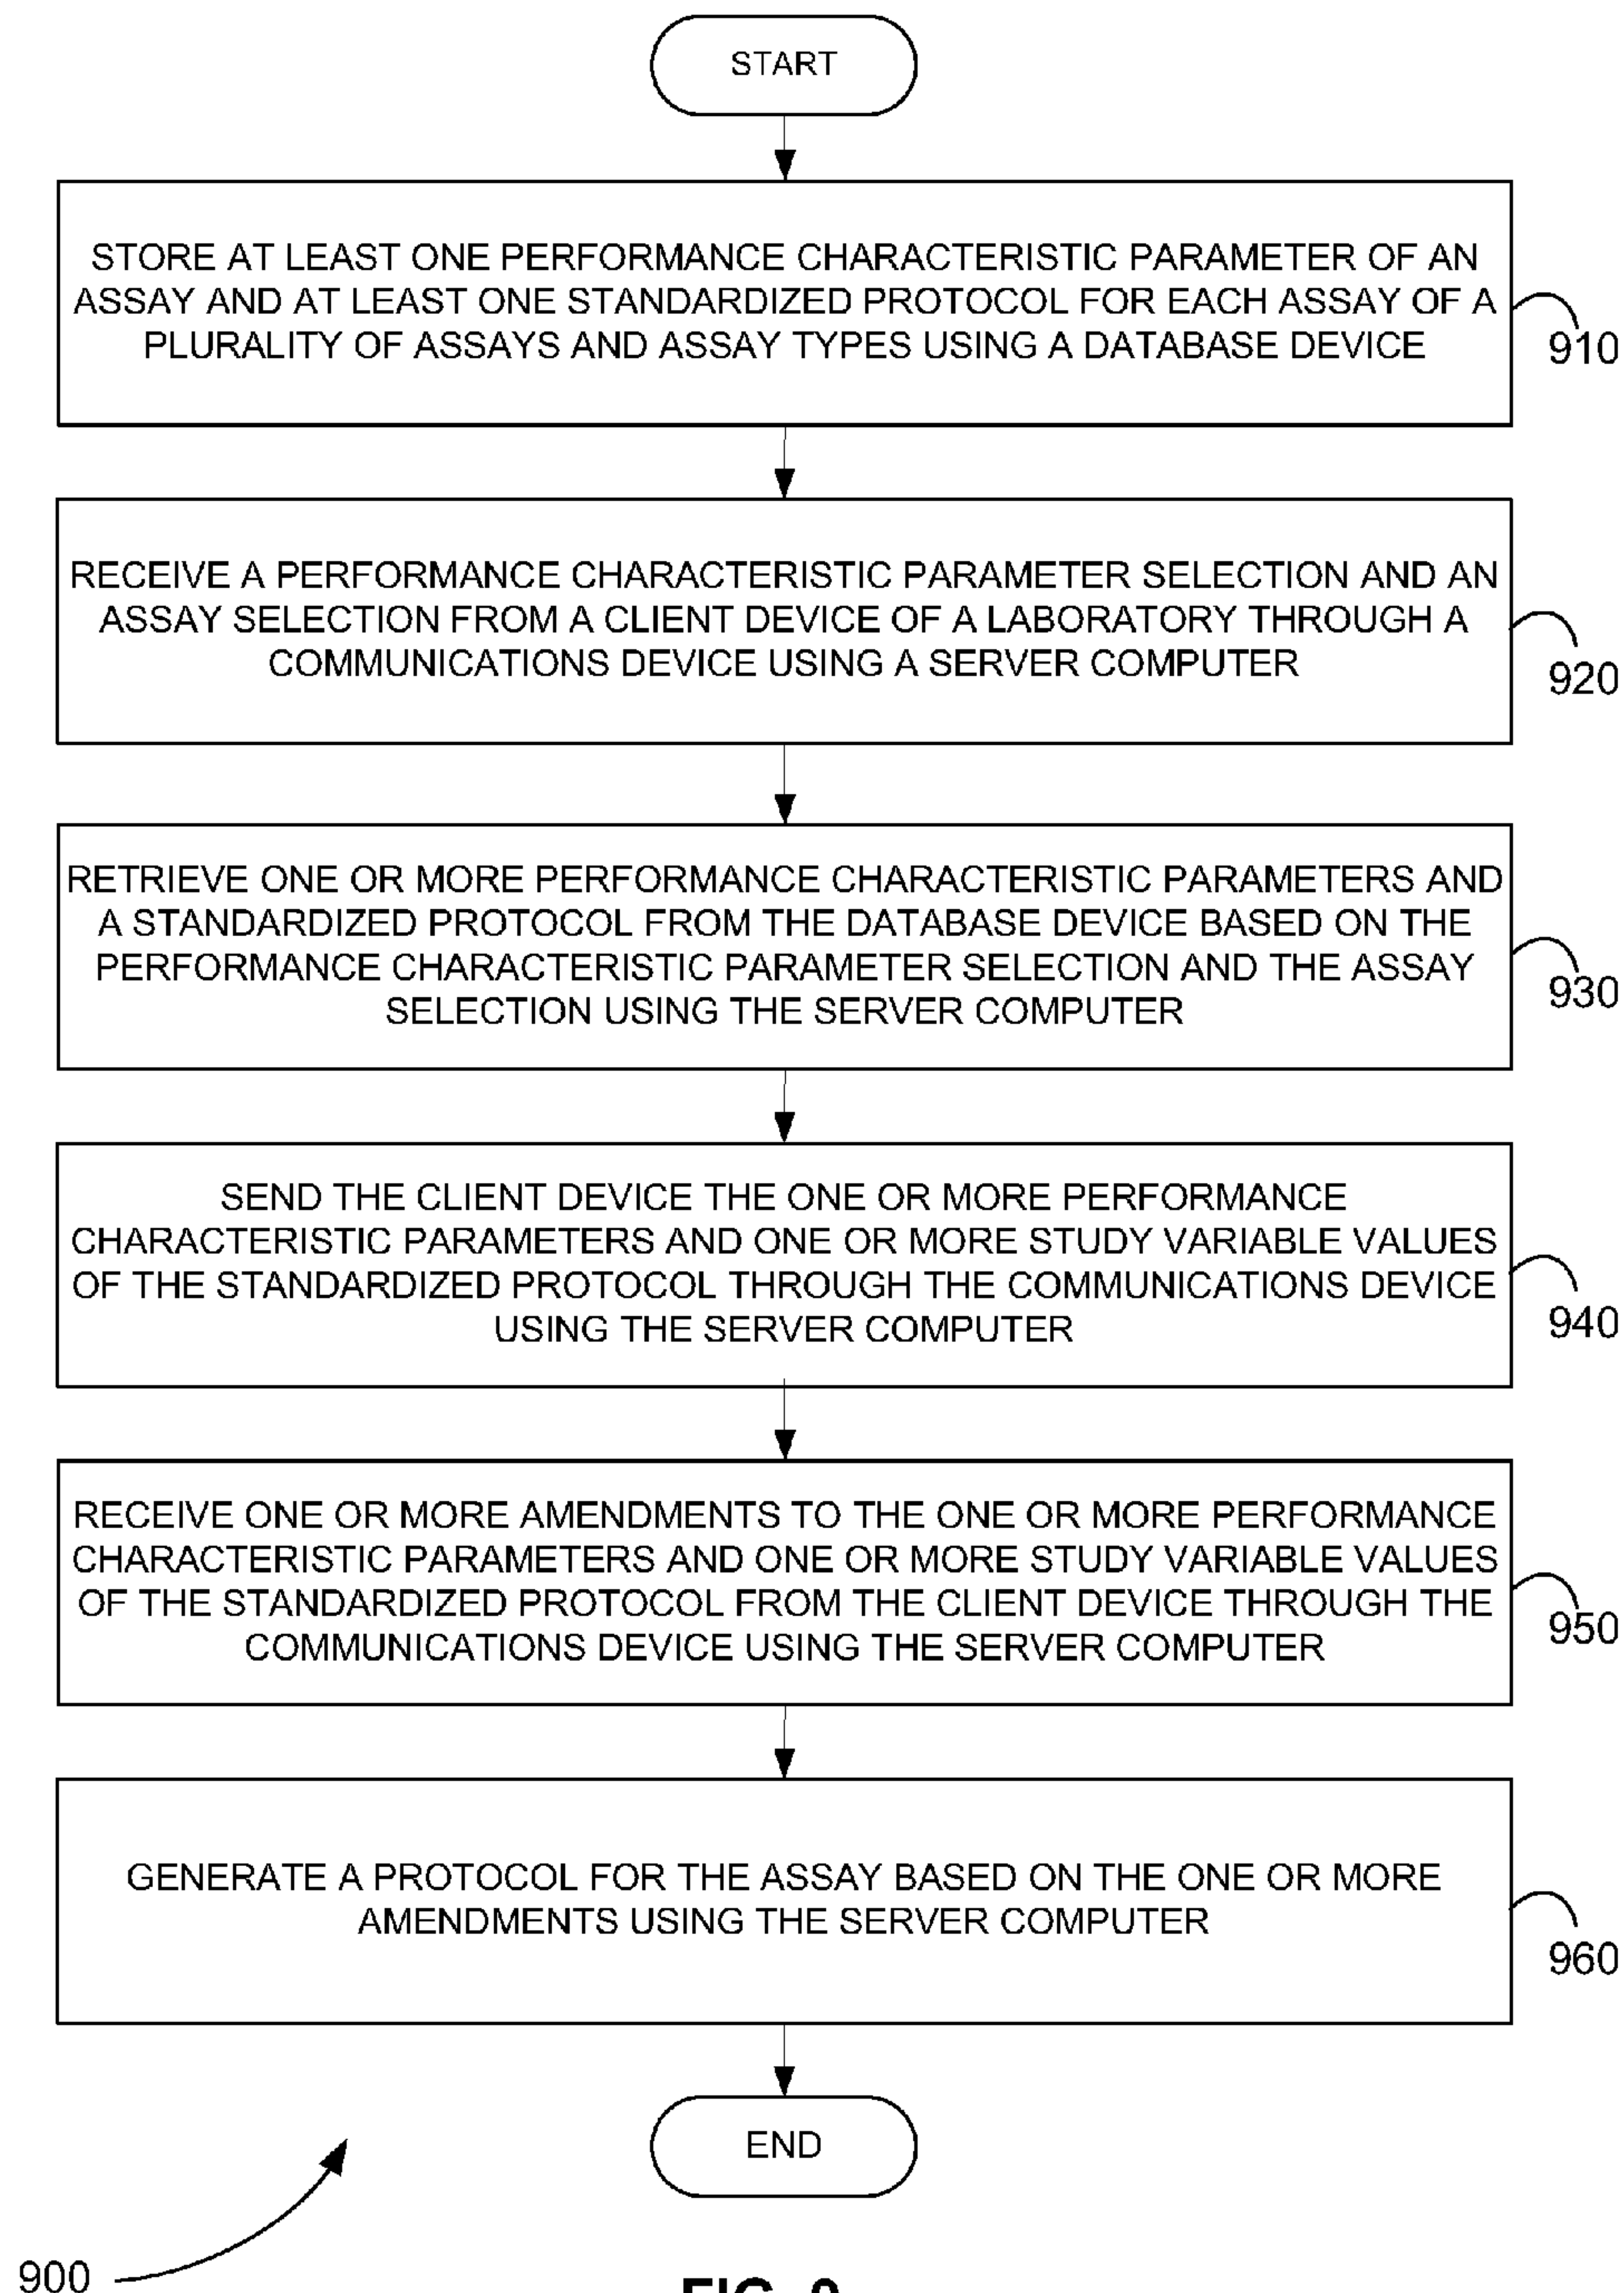 START
STORE AT LEAST ONE PERFORMANCE CHARACTERISTIC PARAMETER OF AN
ASSAY AND AT LEAST ONE STANDARDIZED PROTOCOL FOR EACH ASSAY OF A
PLURALITY OF ASSAYS AND ASSAY TYPES USING A DATABASE DEVICE
910
RECEIVE A PERFORMANCE CHARACTERISTIC PARAMETER SELECTION AND AN
ASSAY SELECTION FROM A CLIENT DEVICE OF A LABORATORY THROUGH A
COMMUNICATIONS DEVICE USING A SERVER COMPUTER
920
RETRIEVE ONE OR MORE PERFORMANCE CHARACTERISTIC PARAMETERS AND
A STANDARDIZED PROTOCOL FROM THE DATABASE DEVICE BASED ON THE
PERFORMANCE CHARACTERISTIC PARAMETER SELECTION AND THE ASSAY
SELECTION USING THE SERVER COMPUTER
930
SEND THE CLIENT DEVICE THE ONE OR MORE PERFORMANCE
CHARACTERISTIC PARAMETERS AND ONE OR MORE STUDY VARIABLE VALUES
OF THE STANDARDIZED PROTOCOL THROUGH THE COMMUNICATIONS DEVICE
USING THE SERVER COMPUTER
940
RECEIVE ONE OR MORE AMENDMENTS TO THE ONE OR MORE PERFORMANCE
CHARACTERISTIC PARAMETERS AND ONE OR MORE STUDY VARIABLE VALUES
OF THE STANDARDIZED PROTOCOL FROM THE CLIENT DEVICE THROUGH THE
COMMUNICATIONS DEVICE USING THE SERVER COMPUTER
950
GENERATE A PROTOCOL FOR THE ASSAY BASED ON THE ONE OR MORE
AMENDMENTS USING THE SERVER COMPUTER
960
END
900
FIG.